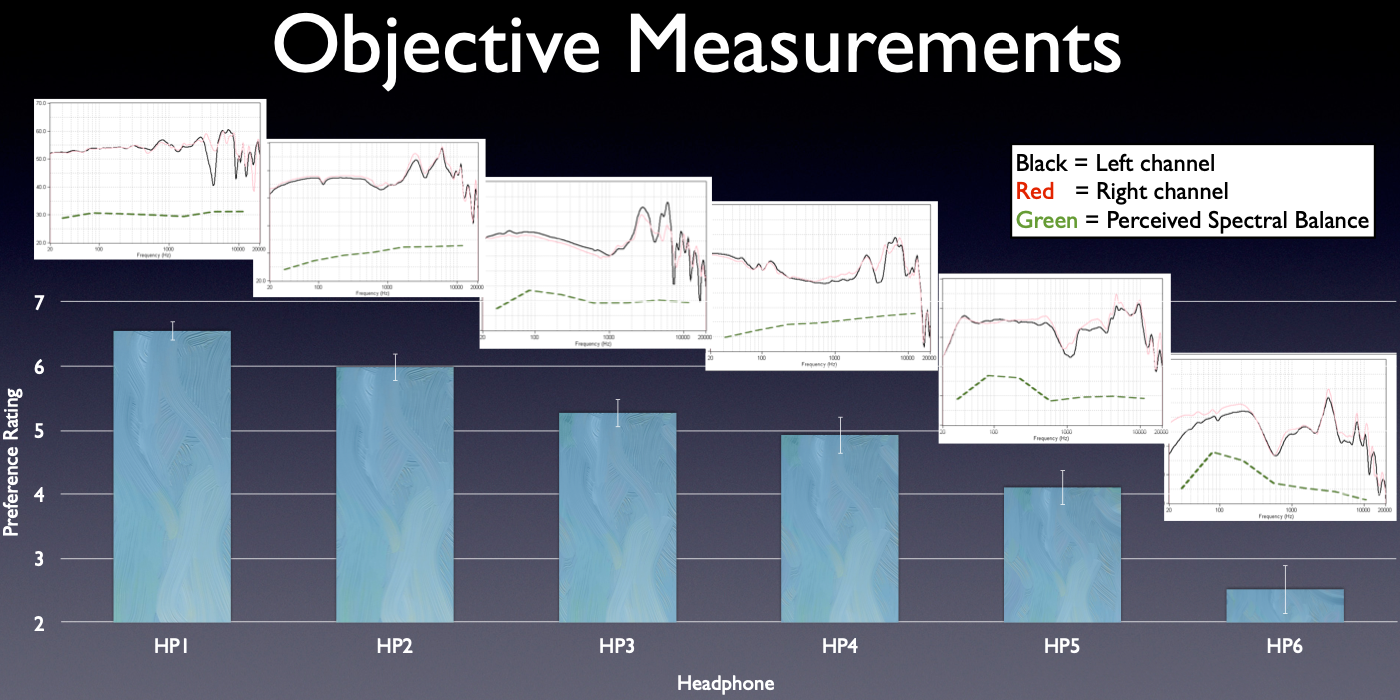 Objective Measurements
Black = Left channel
Red = Right channel
Green = Perceived Spectral Balance
70.0
60.0
50.0
40.0
30.0
20.0
20 100 1000 10000 20000
Frequency (Hz)
20.0
20 100 1000 10000 20000
Frequency (Hz)
20 100 1000 10000 20000
Frequency (Hz)
20 100 1000 10000 20000
Frequency (Hz)
20 100 1000 10000 20000
Frequency (Hz)
20 100 1000 10000 20000
Frequency (Hz)
Preference Rating
7
6
5
4
3
2
HP1 HP2 HP3 HP4 HP5 HP6
Headphone